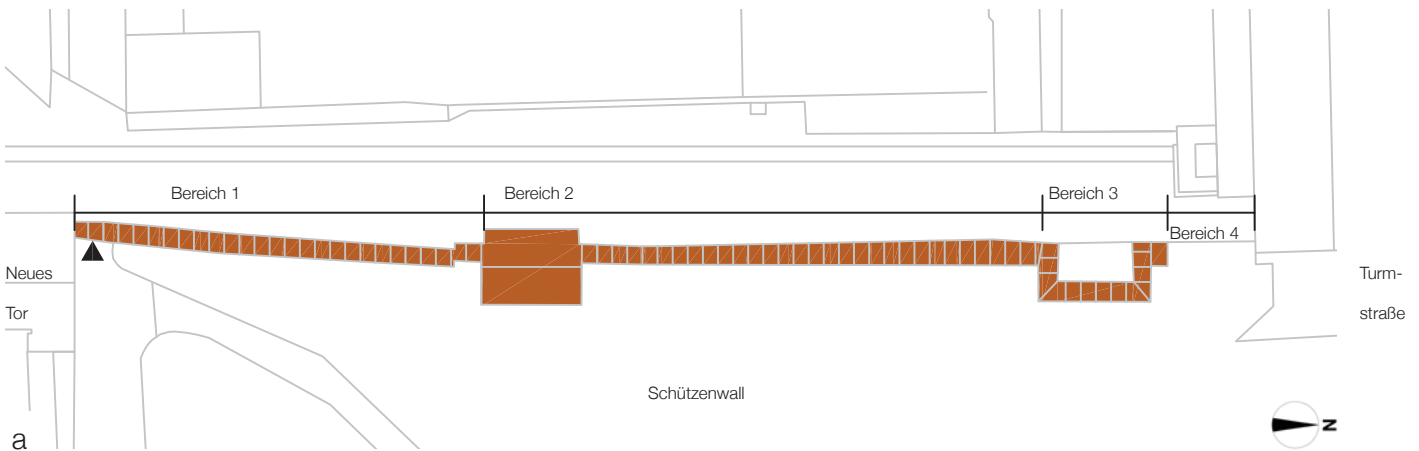 Bereich 1
Bereich 2
Bereich 3
Bereich 4
Neues
Tor
Turm-
straße
Schützenwall
N
a